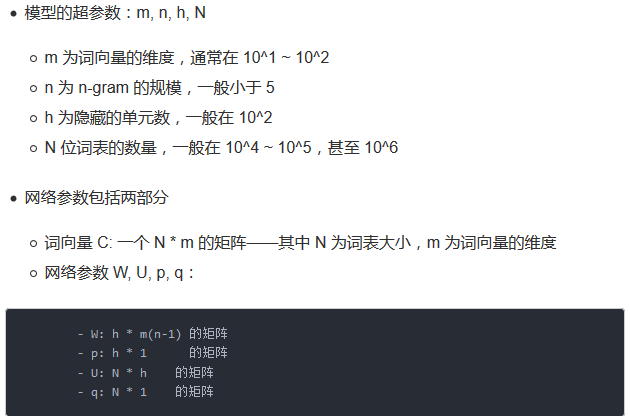 模型的超参数：m, n, h, N
m 为词向量的维度，通常在 10^1 ~ 10^2
n 为 n-gram 的规模，一般小于 5
h 为隐藏的单元数，一般在 10^2
N 位词表的数量，一般在 10^4 ~ 10^5，甚至 10^6
网络参数包括两部分
词向量 C: 一个 N * m 的矩阵——其中 N 为词表大小，m 为词向量的维度
网络参数 W, U, p, q：
- W: h * m(n-1) 的矩阵
- p: h * 1 的矩阵
- U: N * h 的矩阵
- q: N * 1 的矩阵